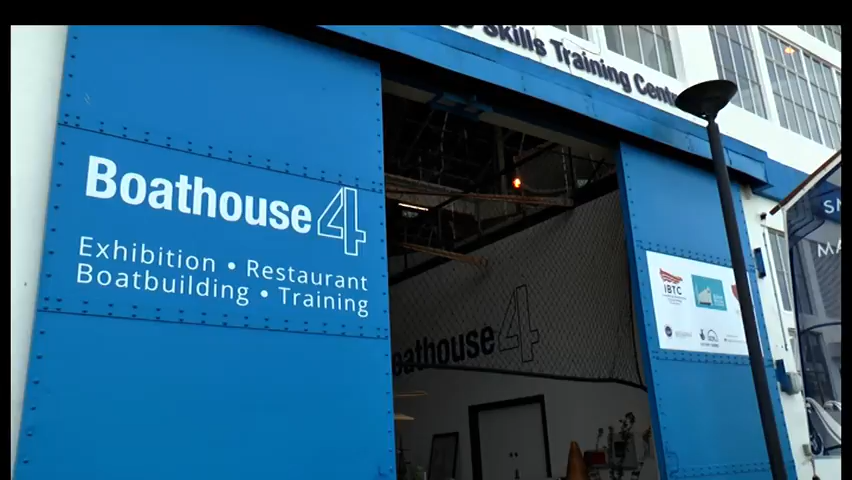 Skills Training Centre
Boathouse 4
Exhibition • Restaurant
Boatbuilding • Training
Boathouse 4
IBTC